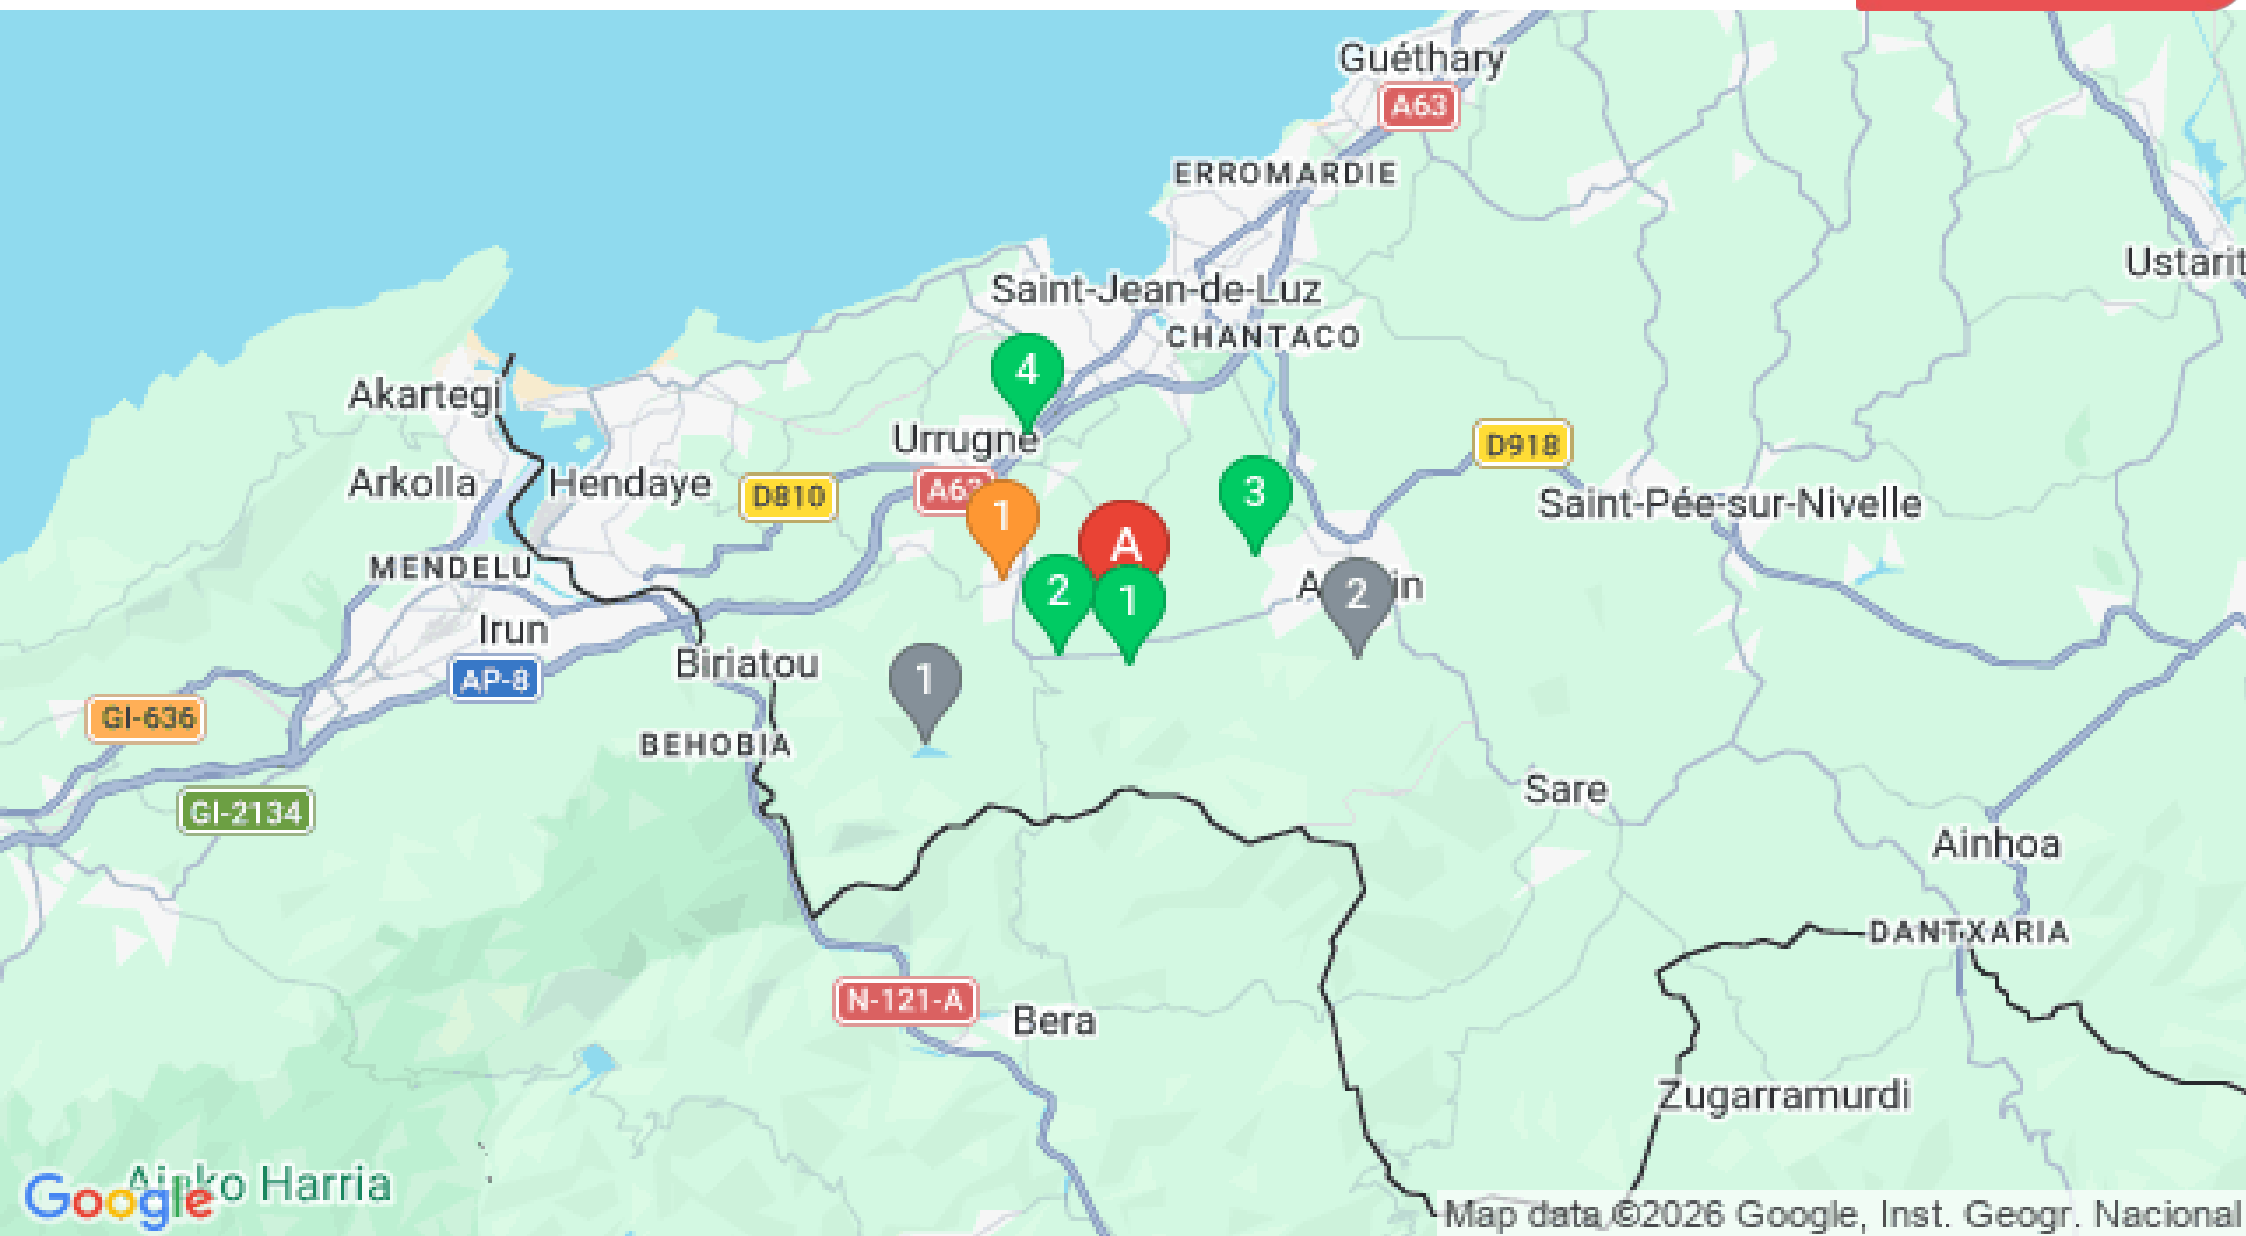 Guéthary
A63
ERROMARDIE
Ustarit
Saint-Jean-de-Luz
CHANTACO
4
Akartegi
Urrugne
D918
Arkolla
Hendaye
D810
3
Saint-Pée-sur-Nivelle
1
A
MENDELU
2
1
2
Irun
Biriatou
AP-8
1
GI-636
BEHOBIA
Sare
GI-2134
Ainhoa
DANTXARIA
N-121-A
Bera
Zugarramurdi
Harria
Google
Map data ©2026 Google, Inst. Geogr. Nacional